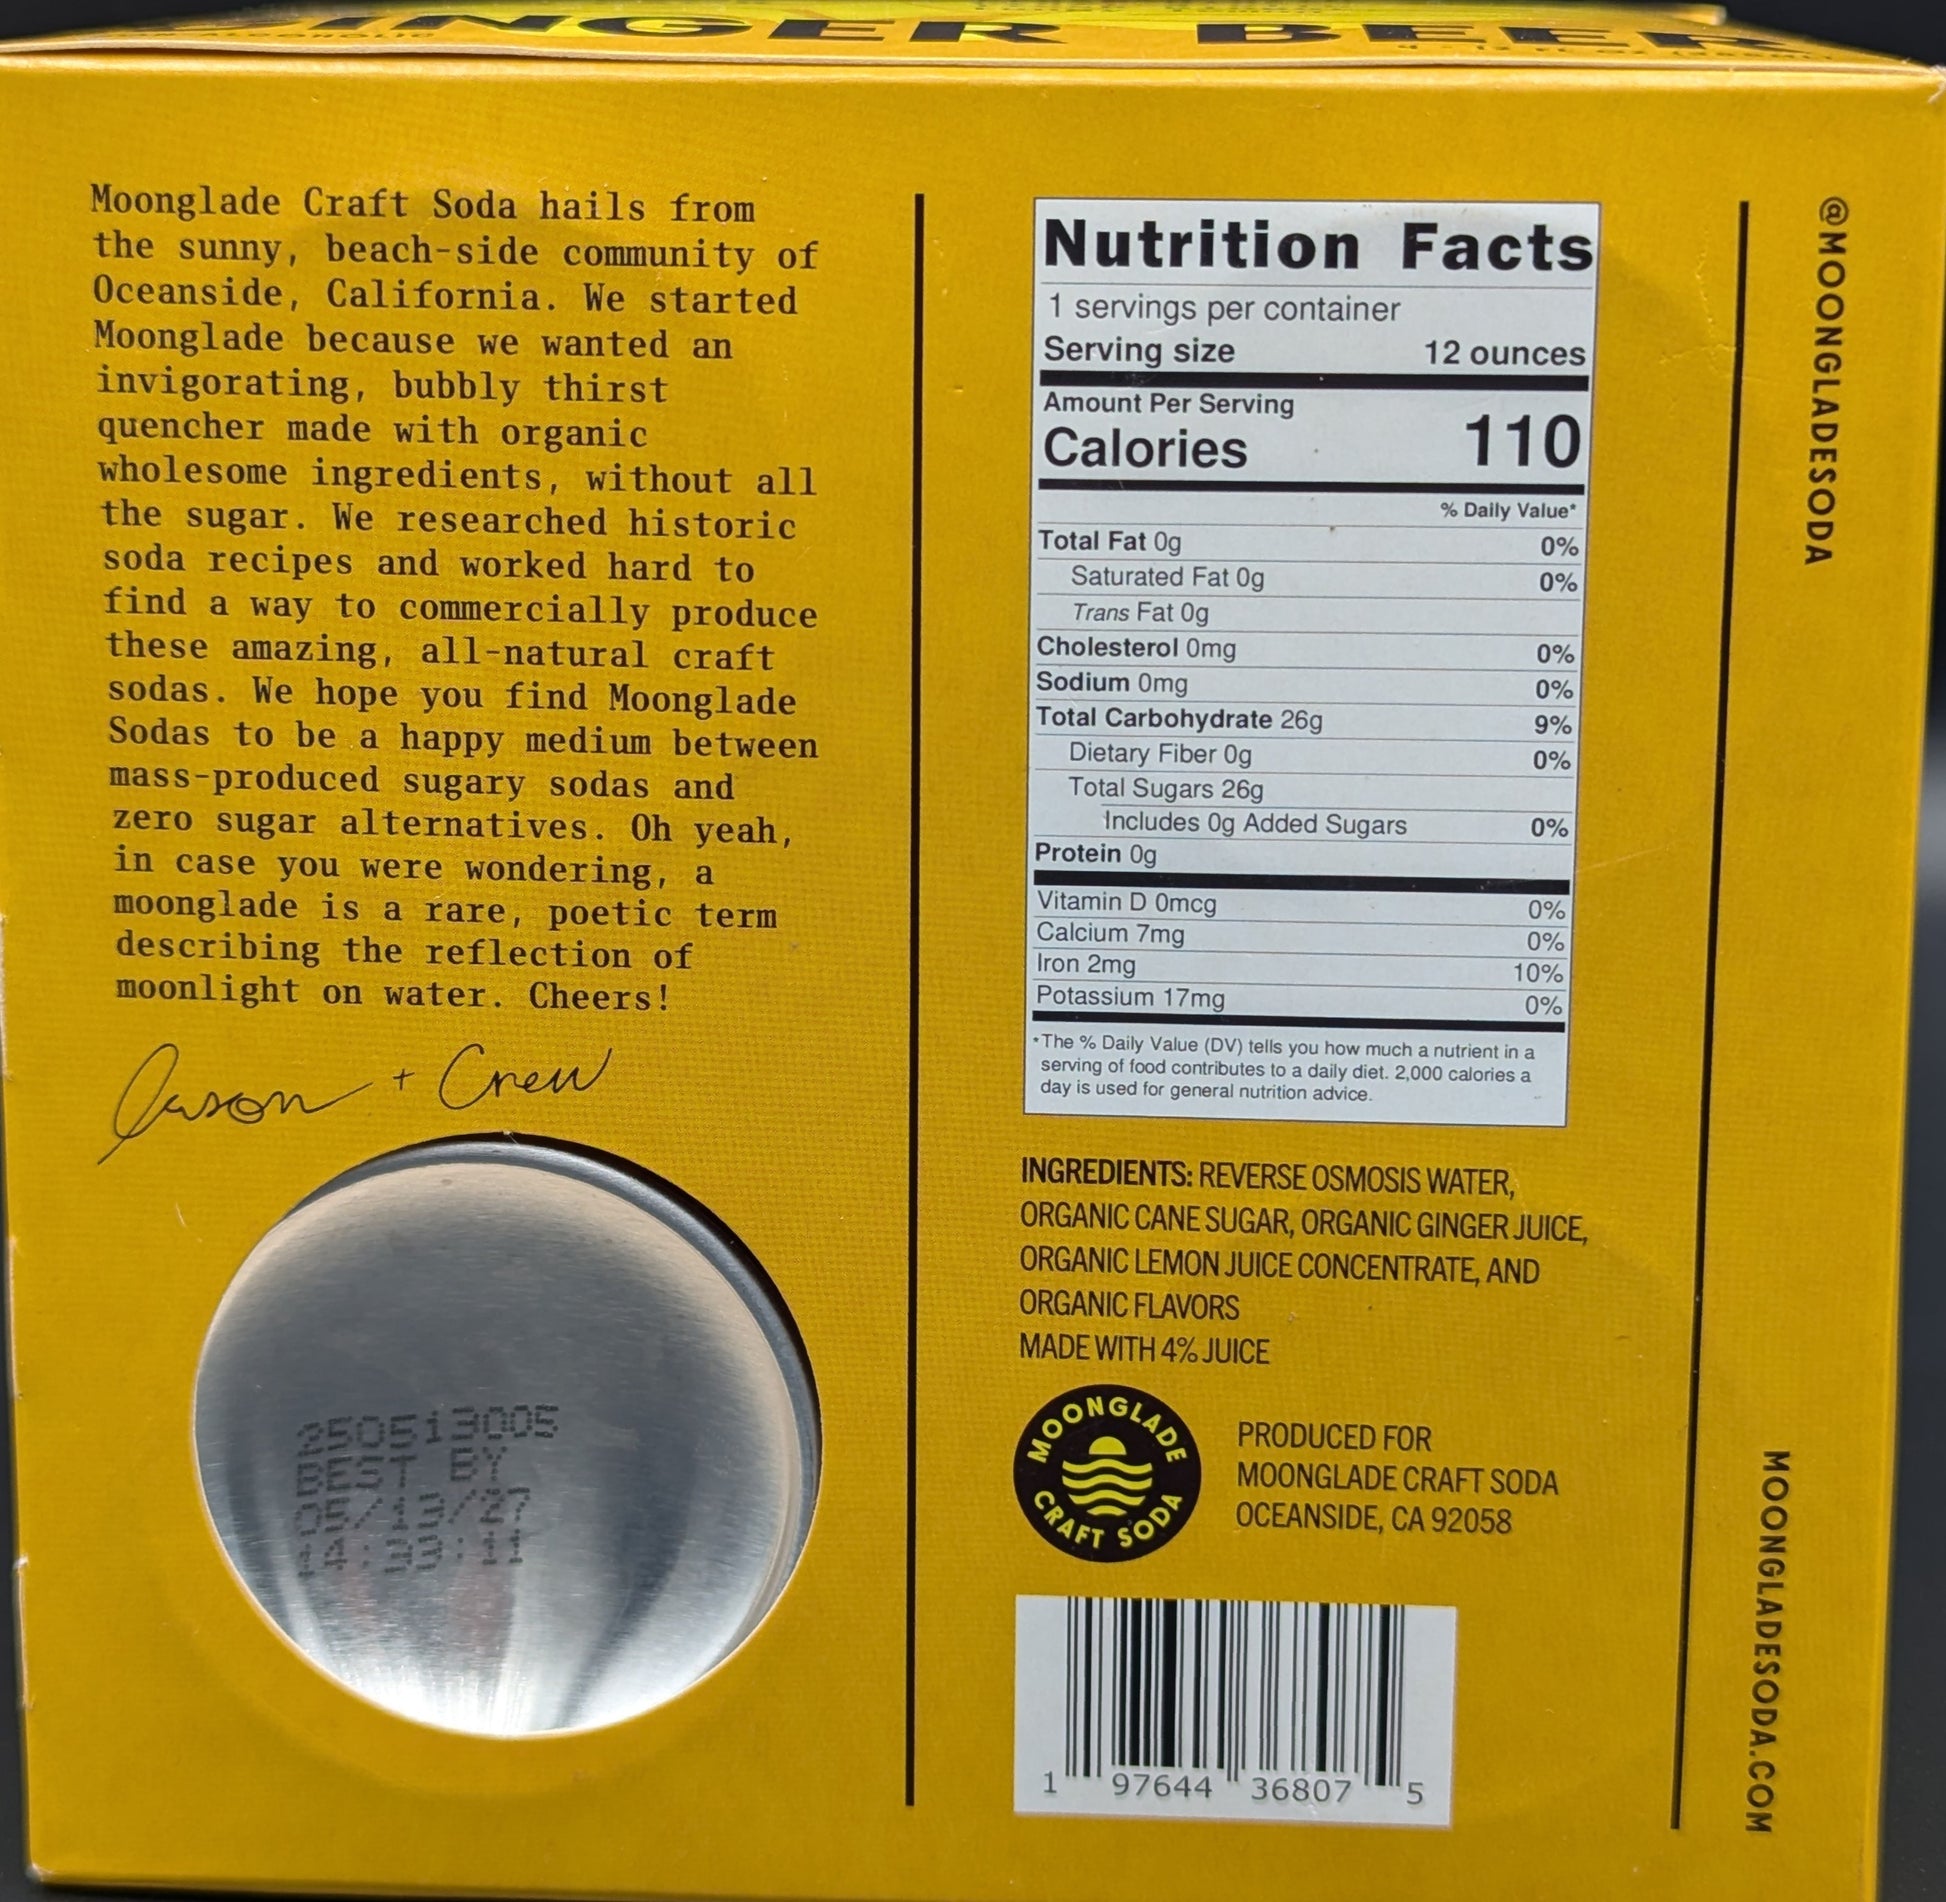 GINGER BEER
Moonglade Craft Soda hails from
the sunny, beach-side community of
Oceanside, California. We started
Moonglade because we wanted an
invigorating, bubbly thirst
quencher made with organic
wholesome ingredients, without all
the sugar. We researched historic
soda recipes and worked hard to
find a way to commercially produce
these amazing, all-natural craft
sodas. We hope you find Moonglade
Sodas to be a happy medium between
mass-produced sugary sodas and
zero sugar alternatives. Oh yeah,
in case you were wondering, a
moonglade is a rare, poetic term
describing the reflection of
moonlight on water. Cheers!
Jason + Crew
250513005
BEST BY
Nutrition Facts
1 servings per container
Serving size 12 ounces
Amount Per Serving
Calories 110
% Daily Value*
Total Fat 0g 0%
Saturated Fat 0g 0%
Trans Fat 0g
Cholesterol 0mg 0%
Sodium 0mg 0%
Total Carbohydrate 26g 9%
Dietary Fiber 0g 0%
Total Sugars 26g
Includes 0g Added Sugars 0%
Protein 0g
Vitamin D 0mcg 0%
Calcium 7mg 0%
Iron 2mg 10%
Potassium 17mg 0%
*The % Daily Value (DV) tells you how much a nutrient in a
serving of food contributes to a daily diet. 2,000 calories a
day is used for general nutrition advice.
INGREDIENTS: REVERSE OSMOSIS WATER,
ORGANIC CANE SUGAR, ORGANIC GINGER JUICE,
ORGANIC LEMON JUICE CONCENTRATE, AND
ORGANIC FLAVORS
MADE WITH 4% JUICE
MOONGLADE
CRAFT SODA
PRODUCED FOR
MOONGLADE CRAFT SODA
OCEANSIDE, CA 92058
1 97644 36807 5
@MOONGLADESODA
MOONGLADESODA.COM